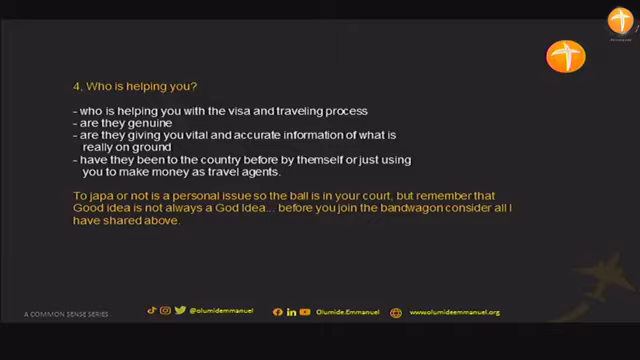 4. Who is helping you?
- who is helping you with the visa and traveling process
- are they genuine
- are they giving you vital and accurate information of what is
really on ground
- have they been to the country before by themself or just using
you to make money as travel agents.
To japa or not is a personal issue so the ball is in your court, but remember that
Good idea is not always a God Idea... before you join the bandwagon consider all I
have shared above.
A COMMON SENSE SERIES
@olumideemmanuel
Olumide.Emmanuel
www.olumideemmanuel.org